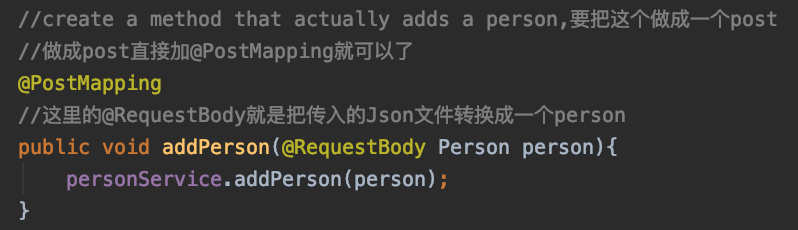 //create a method that actually adds a person,要把这个做成一个post
//做成post直接加@PostMapping就可以了
@PostMapping
//这里的@RequestBody就是把传入的Json文件转换成一个person
public void addPerson(@RequestBody Person person){
    personService.addPerson(person);
}